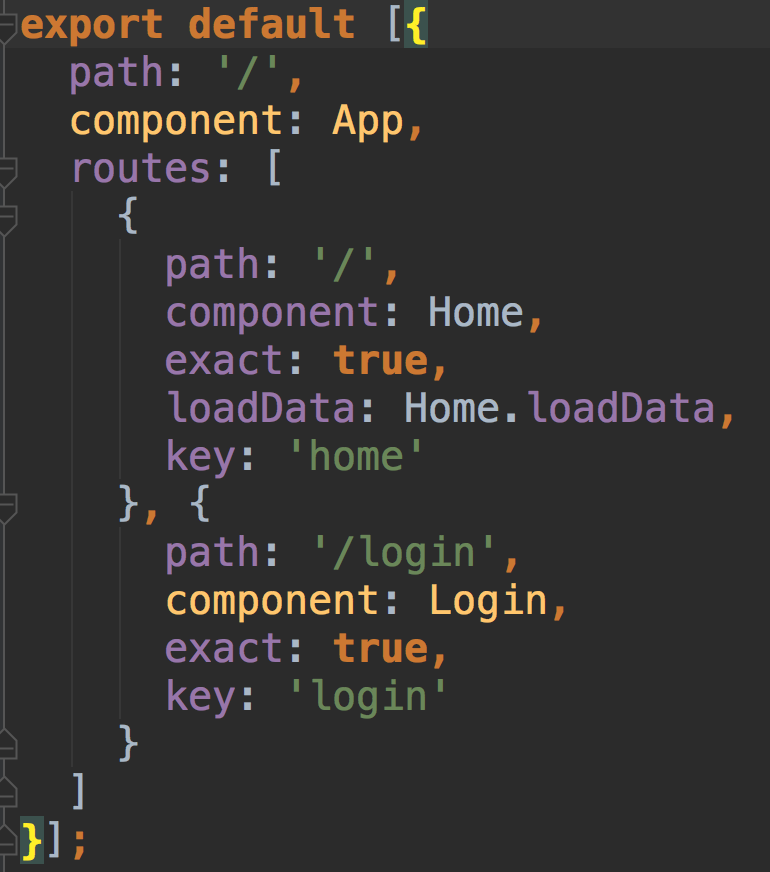 export default [{
  path: '/',
  component: App,
  routes: [
    {
      path: '/',
      component: Home,
      exact: true,
      loadData: Home.loadData,
      key: 'home'
    }, {
      path: '/login',
      component: Login,
      exact: true,
      key: 'login'
    }
  ]
}];